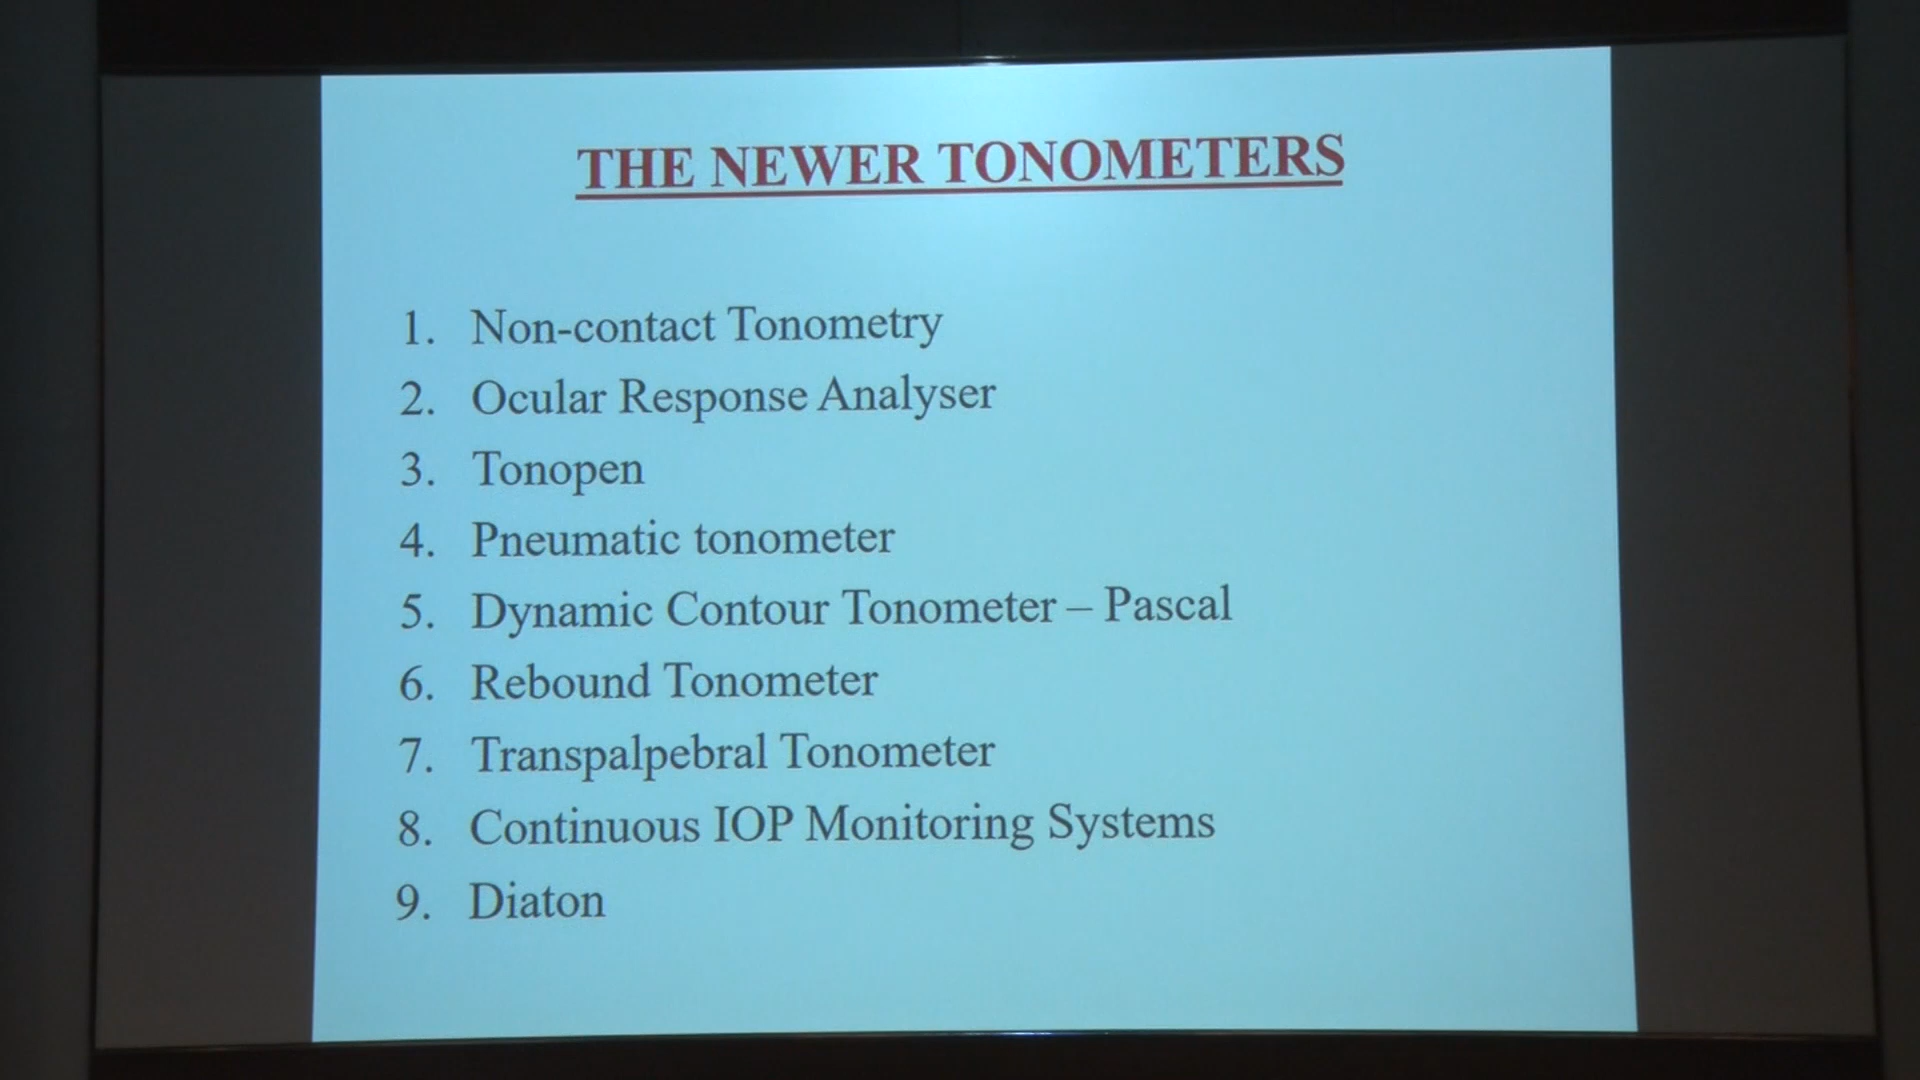 THE NEWER TONOMETERS
1. Non-contact Tonometry
2. Ocular Response Analyser
3. Tonopen
4. Pneumatic tonometer
5. Dynamic Contour Tonometer – Pascal
6. Rebound Tonometer
7. Transpalpebral Tonometer
8. Continuous IOP Monitoring Systems
9. Diaton